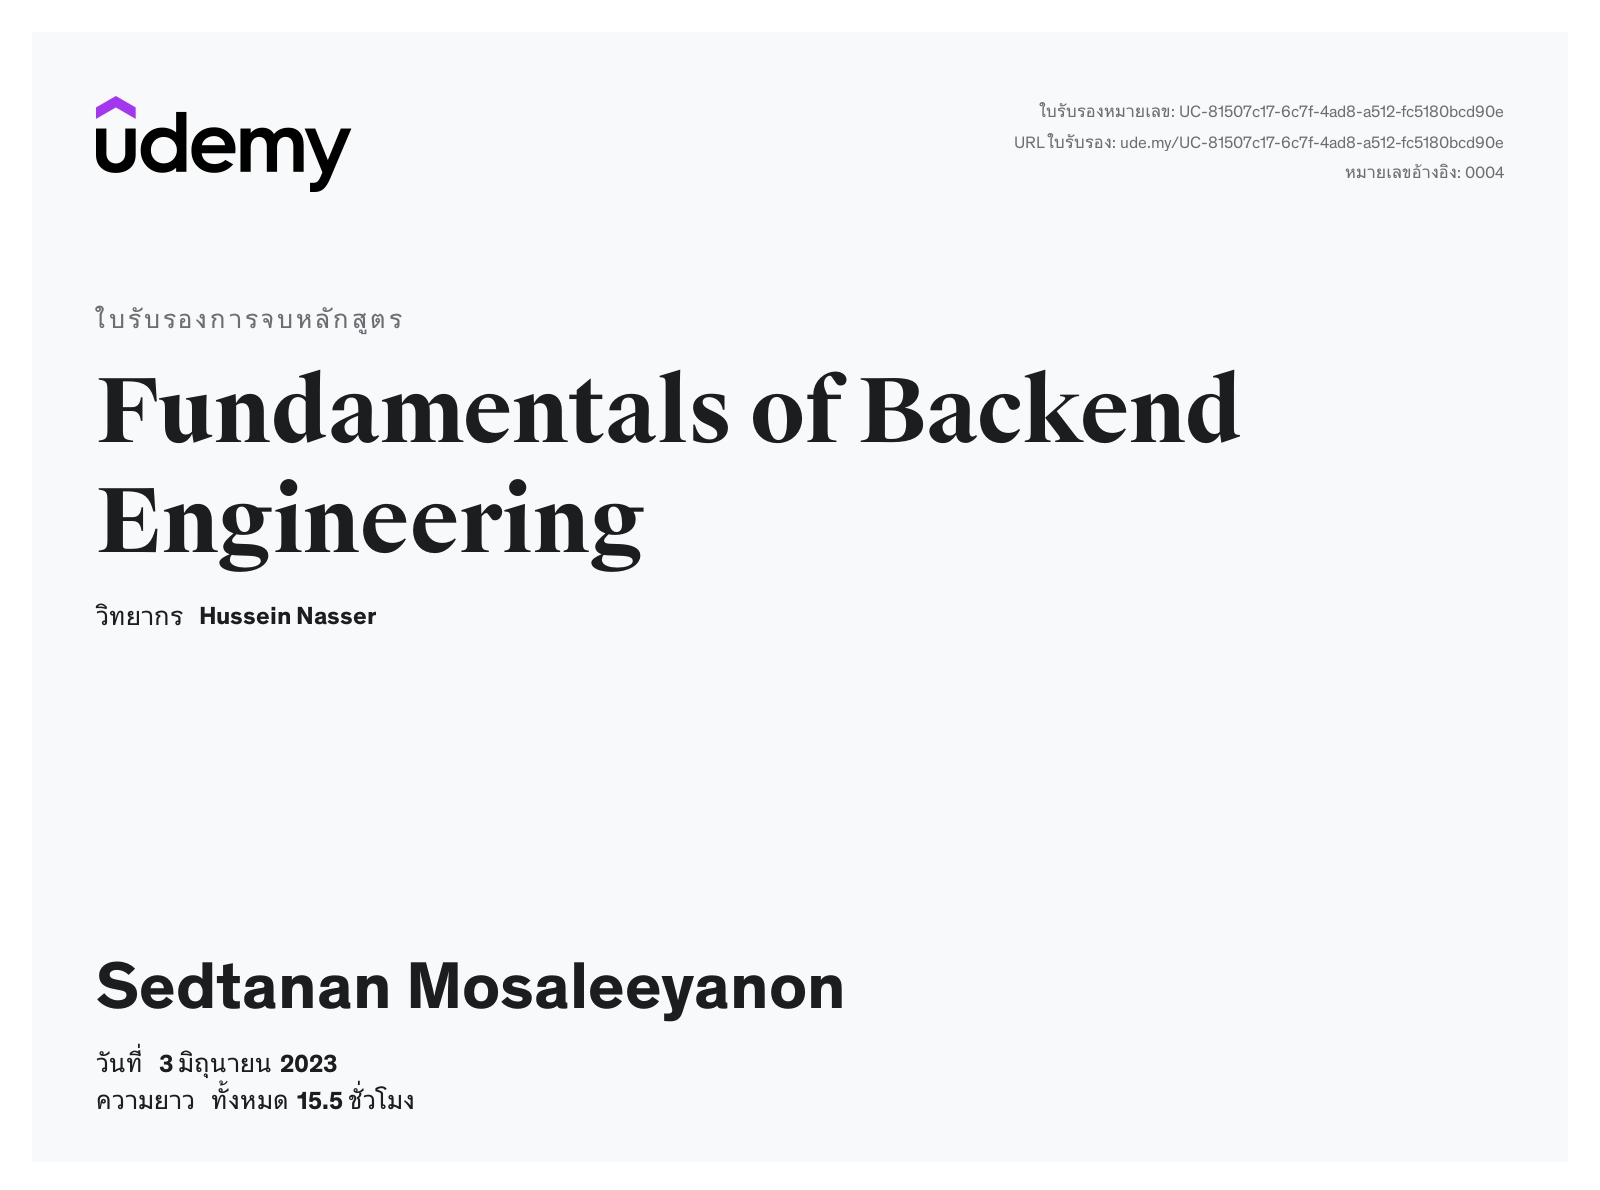 udemy
ใบรับรองหมายเลข: UC-81507c17-6c7f-4ad8-a512-fc5180bcd90e
URLใบรับรอง: ude.my/UC-81507c17-6c7f-4ad8-a512-fc5180bcd90e
หมายเลขอ้างอิง: 0004
ใบรับรองการจบหลักสูตร
Fundamentals of Backend
Engineering
วิทยากร Hussein Nasser
Sedtanan Mosaleeyanon
วันที่ 3 มิถุนายน 2023
ความยาว ทั้งหมด 15.5 ชั่วโมง